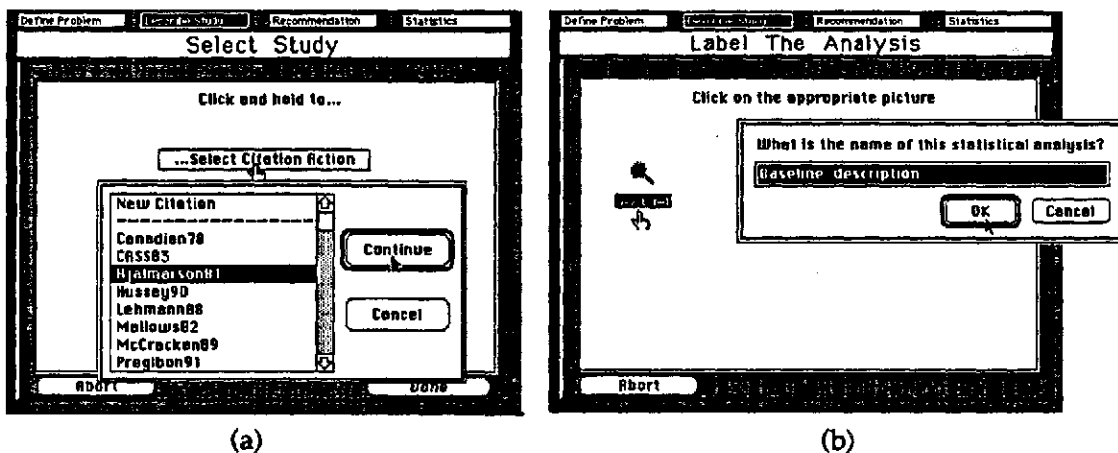 Define Problem
Recommendation
Statistics
Select Study
Click and hold to...
...Select Citation Action
New Citation
Canadian78
CASS83
Hjalmarson81
Hussey90
Lehmann88
Mallows82
McCracken89
Pregibon91
Continue
Cancel
Abort
Done
(a)
Define Problem
Recommendation
Statistics
Label The Analysis
Click on the appropriate picture
What is the name of this statistical analysis?
Baseline description
OK
Cancel
Abort
(b)